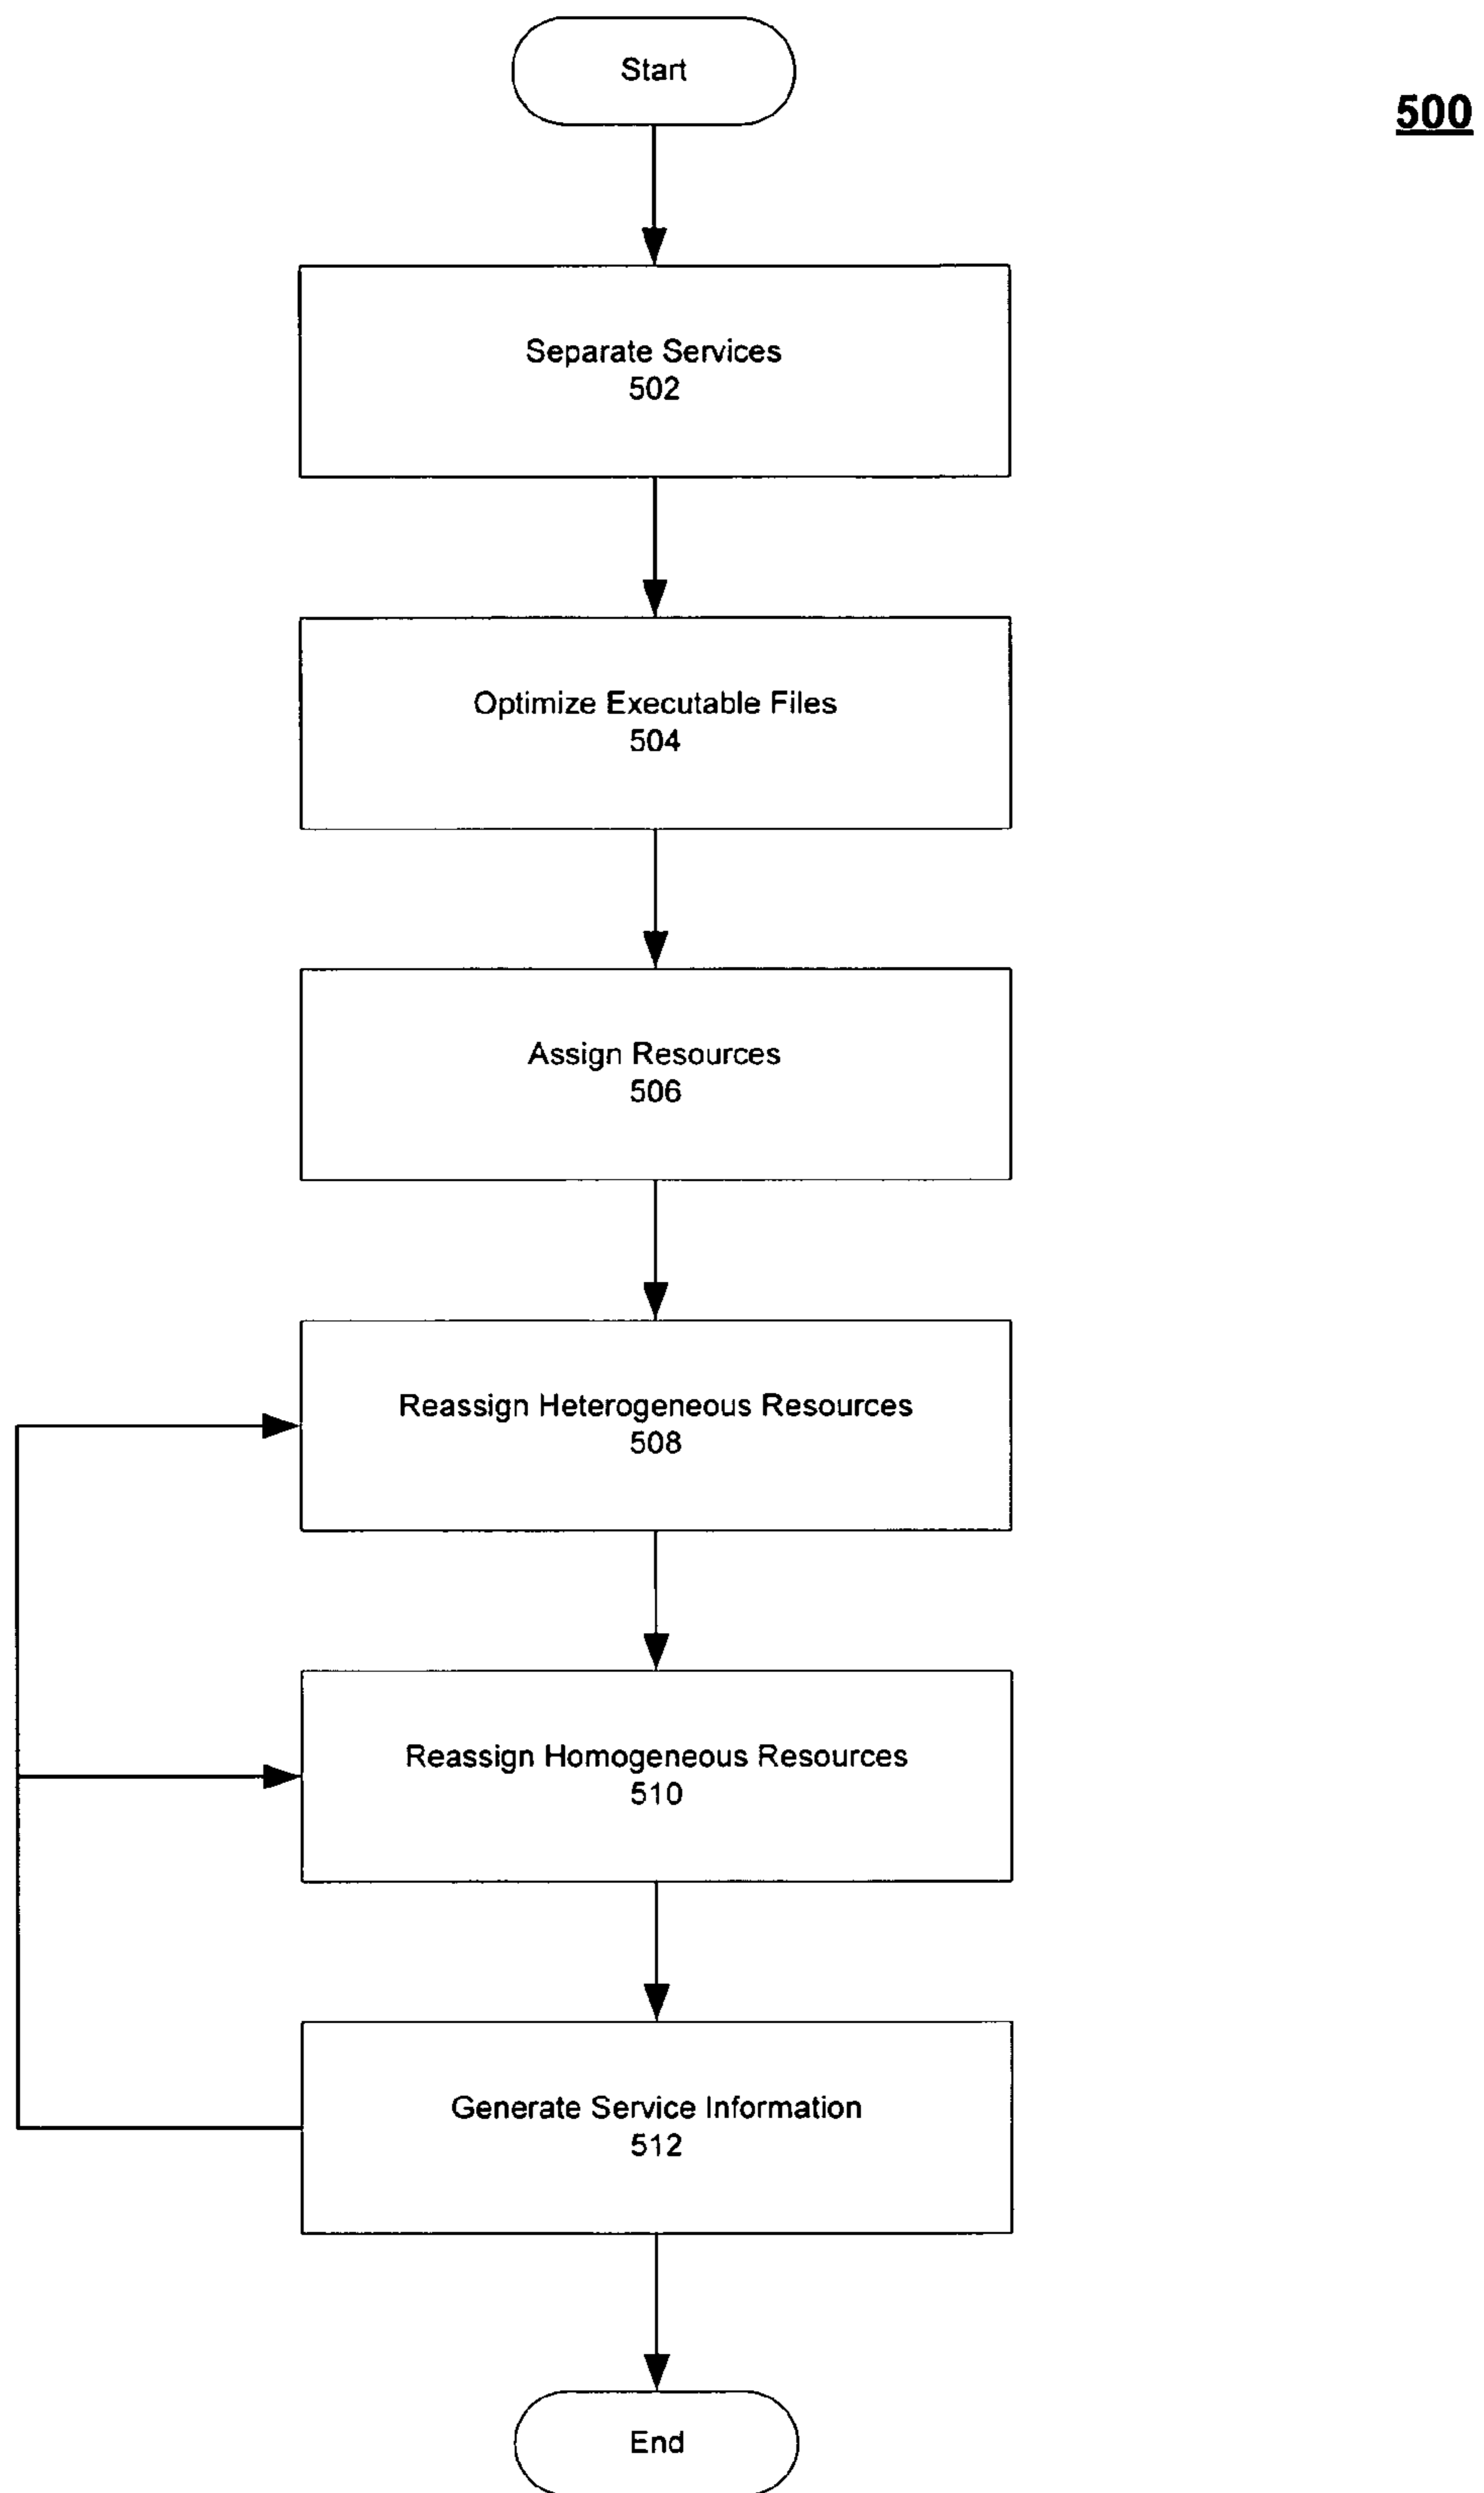 Start
500
Separate Services
502
Optimize Executable Files
504
Assign Resources
506
Reassign Heterogeneous Resources
508
Reassign Homogeneous Resources
510
Generate Service Information
512
End